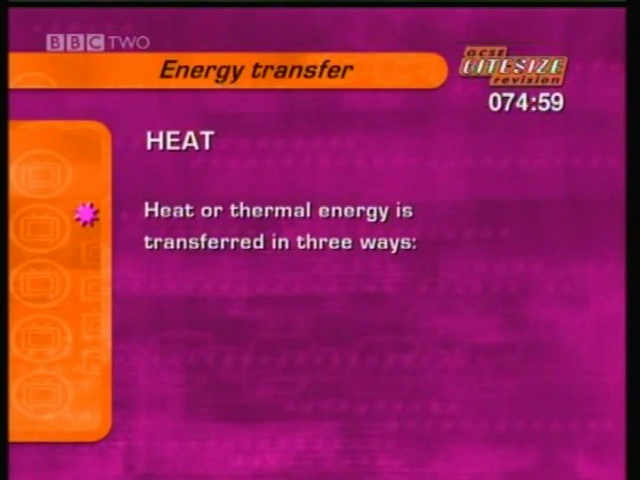 BBC TWO
Energy transfer
GCSE
BITESIZE
revision
074:59
HEAT
Heat or thermal energy is
transferred in three ways: